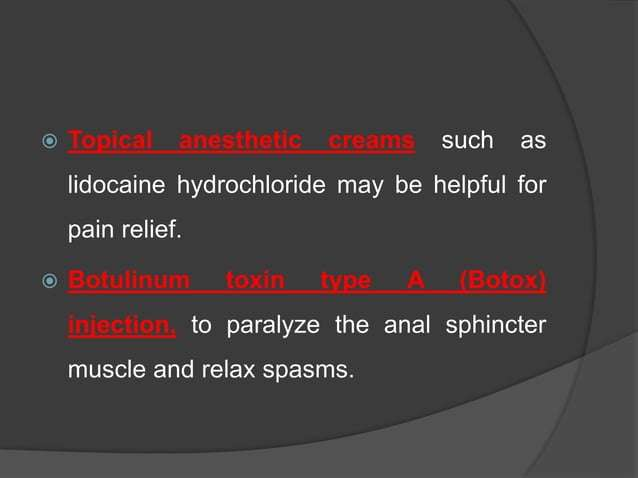 Topical anesthetic creams such as
lidocaine hydrochloride may be helpful for
pain relief.
Botulinum toxin type A (Botox)
injection, to paralyze the anal sphincter
muscle and relax spasms.